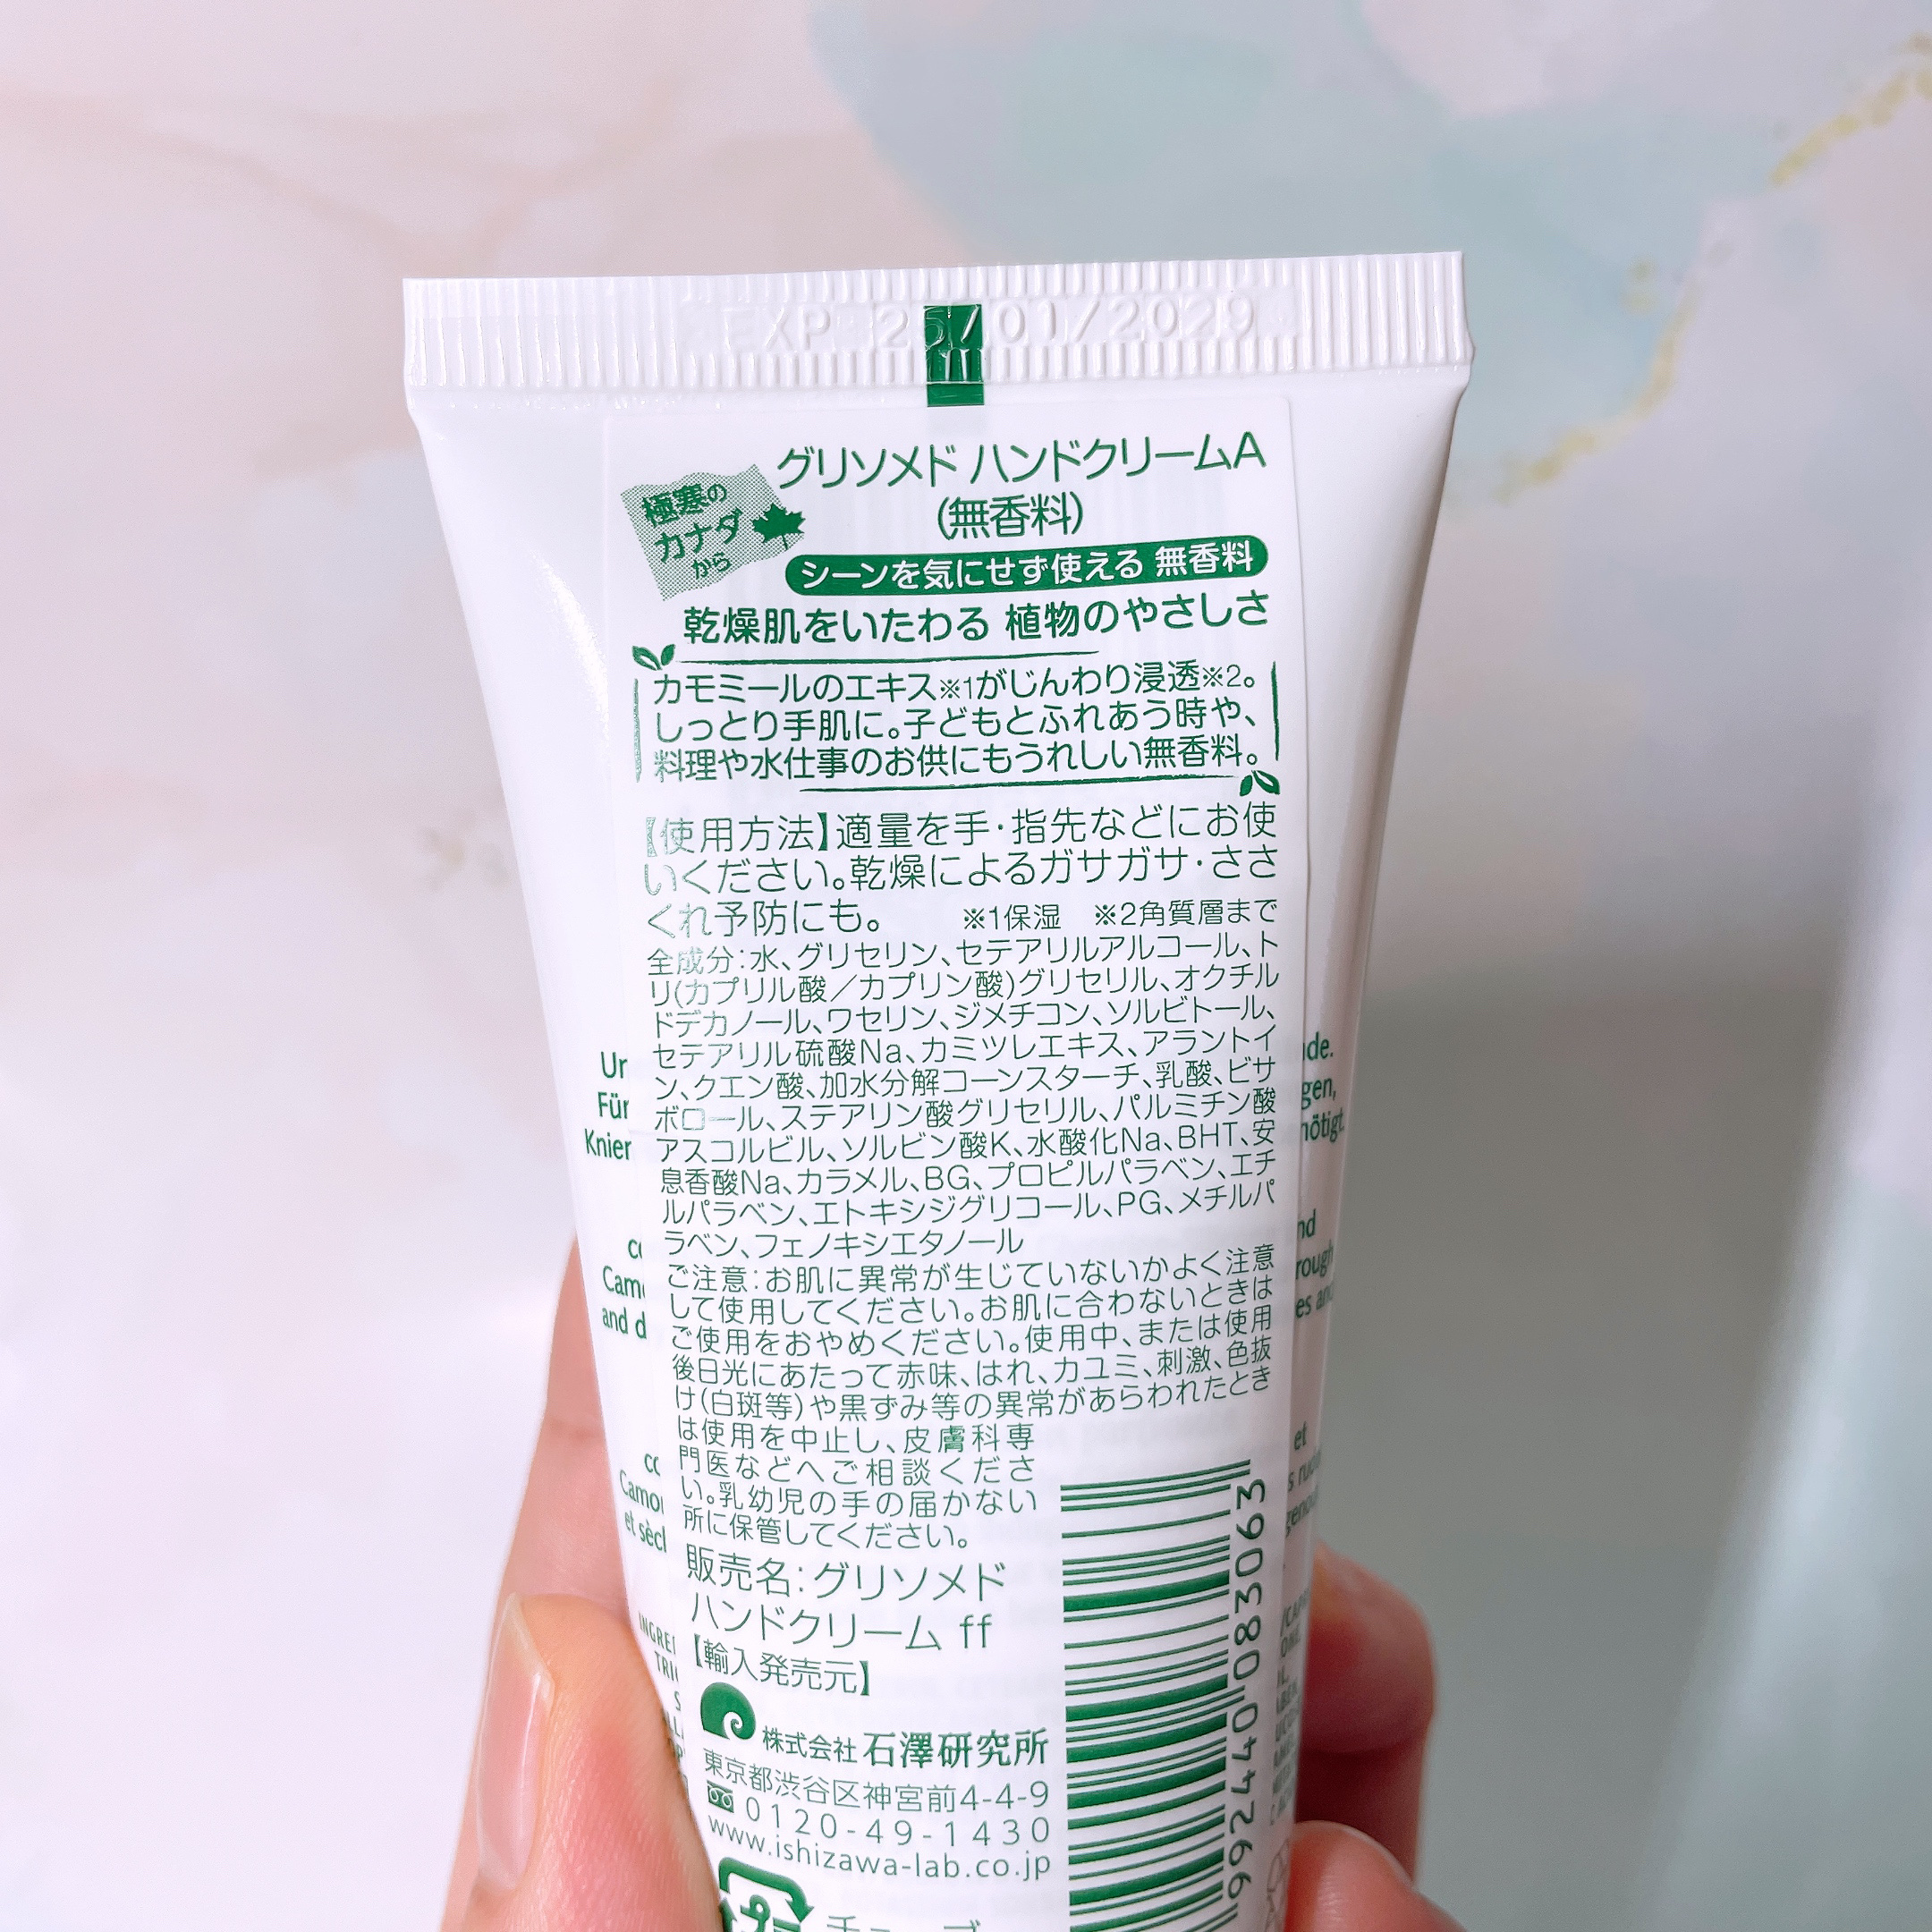 EXP 25/01/2029
グリソメド ハンドクリームA
(無香料)
極寒の
カナダ
から
シーンを気にせず使える 無香料
乾燥肌をいたわる 植物のやさしさ
カモミールのエキス※1がじんわり浸透※2。
しっとり手肌に。子どもとふれあう時や、
料理や水仕事のお供にもうれしい無香料。
【使用方法】適量を手・指先などにお使
いください。乾燥によるガサガサ・ささ
くれ予防にも。 ※1保湿 ※2角質層まで
全成分：水、グリセリン、セテアリルアルコール、ト
リ(カプリル酸／カプリン酸)グリセリル、オクチル
ドデカノール、ワセリン、ジメチコン、ソルビトール、
セテアリル硫酸Na、カミツレエキス、アラントイ
ン、クエン酸、加水分解コーンスターチ、乳酸、ビサ
ボロール、ステアリン酸グリセリル、パルミチン酸
アスコルビル、ソルビン酸K、水酸化Na、BHT、安
息香酸Na、カラメル、BG、プロピルパラベン、エチ
ルパラベン、エトキシジグリコール、PG、メチルパ
ラベン、フェノキシエタノール
ご注意：お肌に異常が生じていないかよく注意
して使用してください。お肌に合わないときは
ご使用をおやめください。使用中、または使用
後日光にあたって赤味、はれ、カユミ、刺激、色抜
け(白斑等)や黒ずみ等の異常があらわれたとき
は使用を中止し、皮膚科専
門医などへご相談くださ
い。乳幼児の手の届かない
所に保管してください。
販売名：グリソメド
ハンドクリーム ff
【輸入発売元】
株式会社 石澤研究所
東京都渋谷区神宮前4-4-9
0120-49-1430
www.ishizawa-lab.co.jp
992440083063
Für
and
et